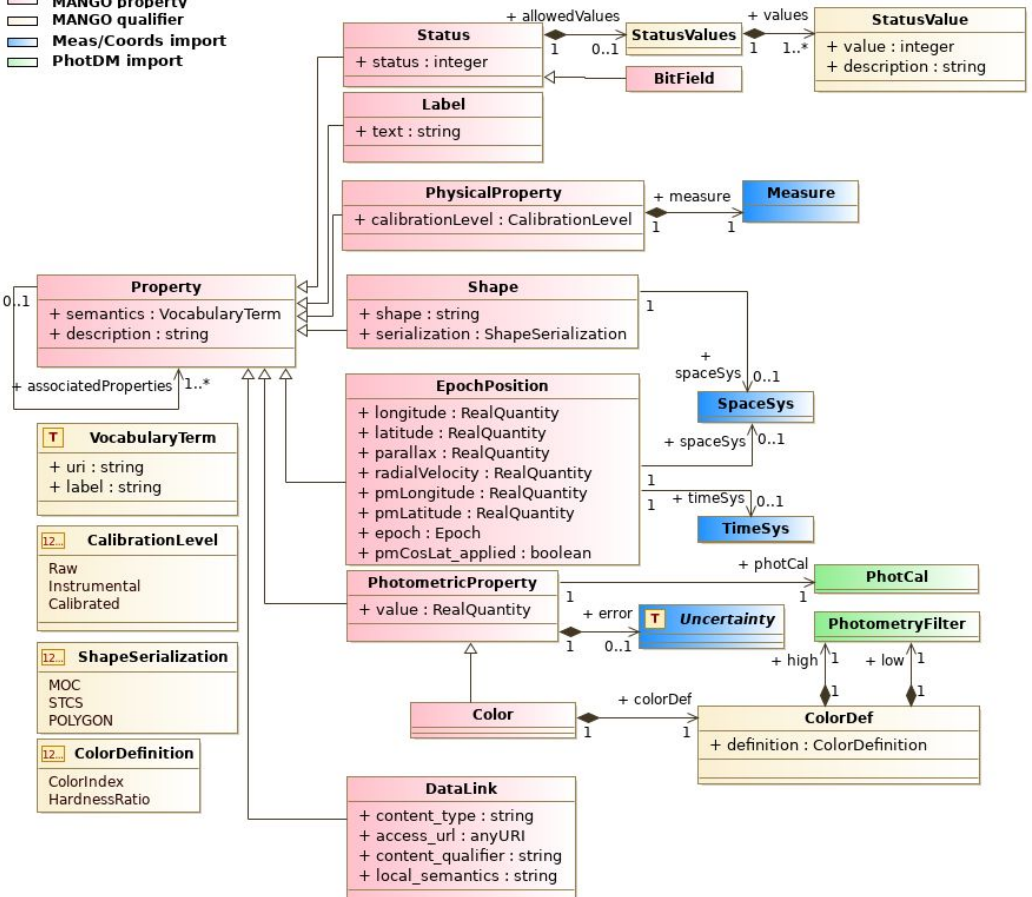 MANGO property
MANGO qualifier
Meas/Coords import
PhotDM import
Status
+ status : integer
+ allowedValues
1
0..1
StatusValues
+ values
1
1..*
StatusValue
+ value : integer
+ description : string
BitField
Label
+ text : string
PhysicalProperty
+ calibrationLevel : CalibrationLevel
+ measure
1
1
Measure
Property
+ semantics : VocabularyTerm
+ description : string
0..1
+ associatedProperties
1..*
Shape
+ shape : string
+ serialization : ShapeSerialization
1
+
spaceSys
0..1
SpaceSys
EpochPosition
+ longitude : RealQuantity
+ latitude : RealQuantity
+ parallax : RealQuantity
+ radialVelocity : RealQuantity
+ pmLongitude : RealQuantity
+ pmLatitude : RealQuantity
+ epoch : Epoch
+ pmCosLat_applied : boolean
+ spaceSys
0..1
1
1
+ timeSys
0..1
TimeSys
T VocabularyTerm
+ uri : string
+ label : string
12... CalibrationLevel
Raw
Instrumental
Calibrated
12... ShapeSerialization
MOC
STCS
POLYGON
12... ColorDefinition
ColorIndex
HardnessRatio
PhotometricProperty
+ value : RealQuantity
+ photCal
1
1
PhotCal
+ error
1
0..1
T Uncertainty
PhotometryFilter
+ high
1
+ low
1
1
1
Color
+ colorDef
1
1
ColorDef
+ definition : ColorDefinition
DataLink
+ content_type : string
+ access_url : anyURI
+ content_qualifier : string
+ local_semantics : string